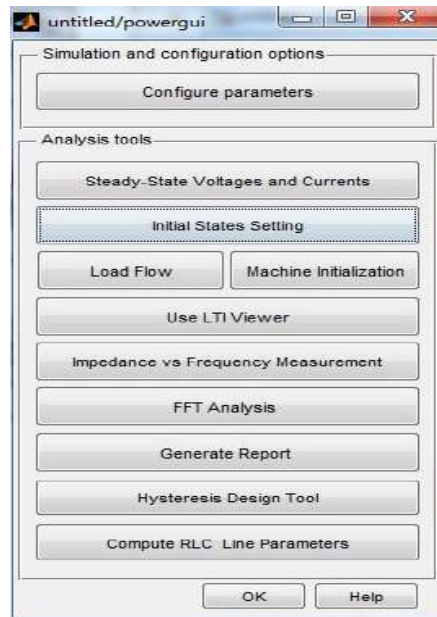 untitled/powergui
Simulation and configuration options
Configure parameters
Analysis tools
Steady-State Voltages and Currents
Initial States Setting
Load Flow Machine Initialization
Use LTI Viewer
Impedance vs Frequency Measurement
FFT Analysis
Generate Report
Hysteresis Design Tool
Compute RLC Line Parameters
OK Help